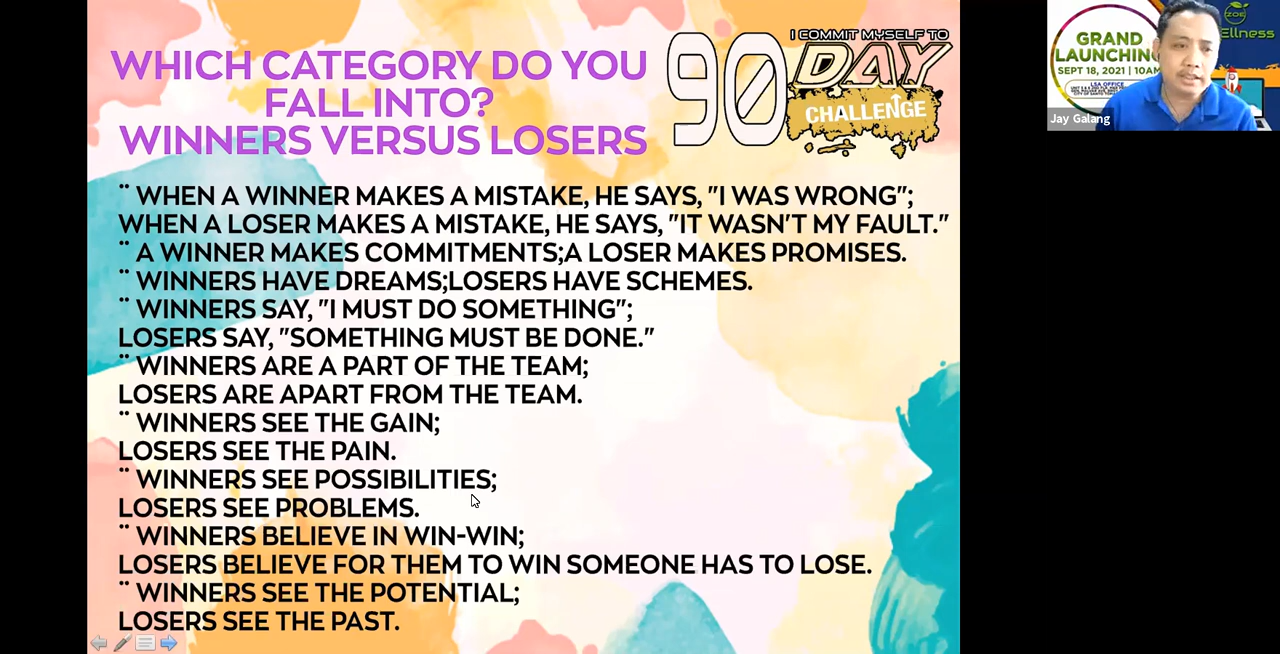 WHICH CATEGORY DO YOU
FALL INTO?
WINNERS VERSUS LOSERS
I COMMIT MYSELF TO
90 DAY
CHALLENGE
¨ WHEN A WINNER MAKES A MISTAKE, HE SAYS, "I WAS WRONG";
WHEN A LOSER MAKES A MISTAKE, HE SAYS, "IT WASN'T MY FAULT."
¨ A WINNER MAKES COMMITMENTS;A LOSER MAKES PROMISES.
¨ WINNERS HAVE DREAMS;LOSERS HAVE SCHEMES.
¨ WINNERS SAY, "I MUST DO SOMETHING";
LOSERS SAY, "SOMETHING MUST BE DONE."
¨ WINNERS ARE A PART OF THE TEAM;
LOSERS ARE APART FROM THE TEAM.
¨ WINNERS SEE THE GAIN;
LOSERS SEE THE PAIN.
¨ WINNERS SEE POSSIBILITIES;
LOSERS SEE PROBLEMS.
¨ WINNERS BELIEVE IN WIN-WIN;
LOSERS BELIEVE FOR THEM TO WIN SOMEONE HAS TO LOSE.
¨ WINNERS SEE THE POTENTIAL;
LOSERS SEE THE PAST.
GRAND
LAUNCHING
SEPT 18, 2021 | 10AM
LSA OFFICE
ZOE
Ellness
Jay Galang